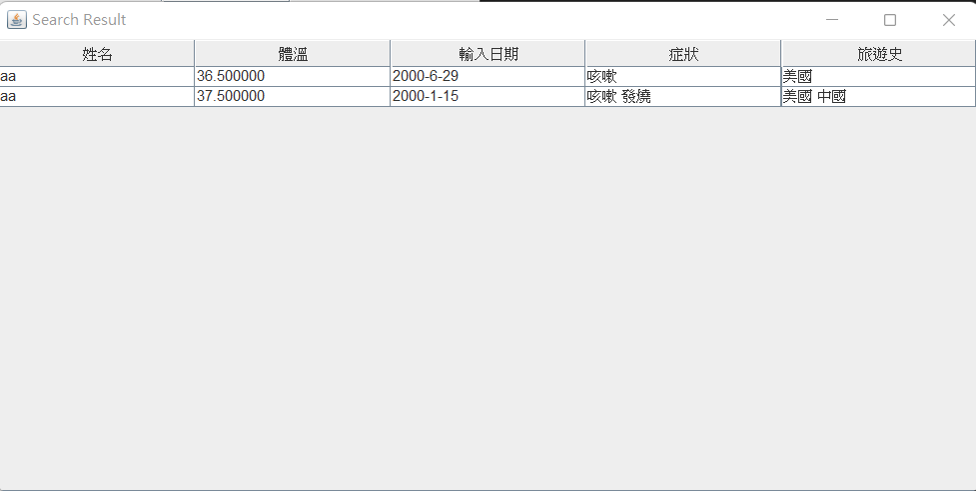 Search Result
姓名 體溫 輸入日期 症狀 旅遊史
aa 36.500000 2000-6-29 咳嗽 美國
aa 37.500000 2000-1-15 咳嗽 發燒 美國 中國